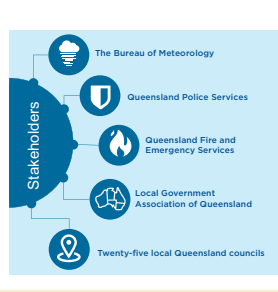 Stakeholders
The Bureau of Meteorology
Queensland Police Services
Queensland Fire and
Emergency Services
Local Government
Association of Queensland
Twenty-five local Queensland councils